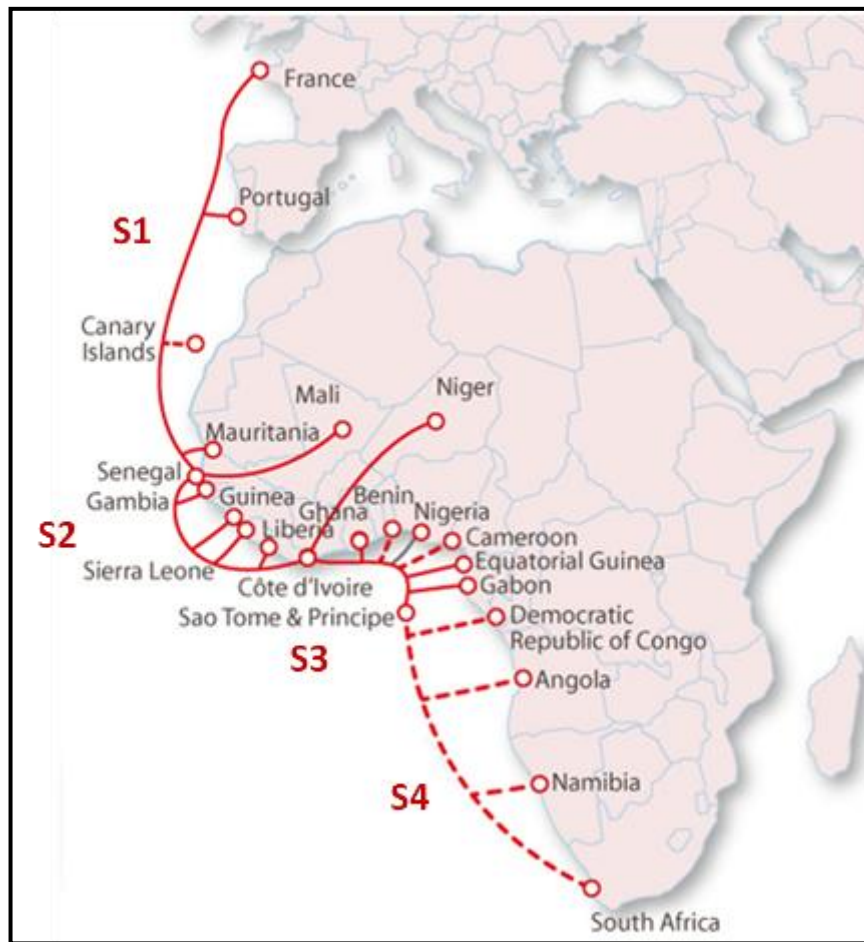 France
Portugal
S1
Canary
Islands
Mali
Niger
Mauritania
Senegal
Gambia
Guinea
Benin
Ghana
Nigeria
Liberia
S2
Cameroon
Sierra Leone
Equatorial Guinea
Côte d'Ivoire
Gabon
Sao Tome & Principe
Democratic
Republic of Congo
S3
Angola
S4
Namibia
South Africa